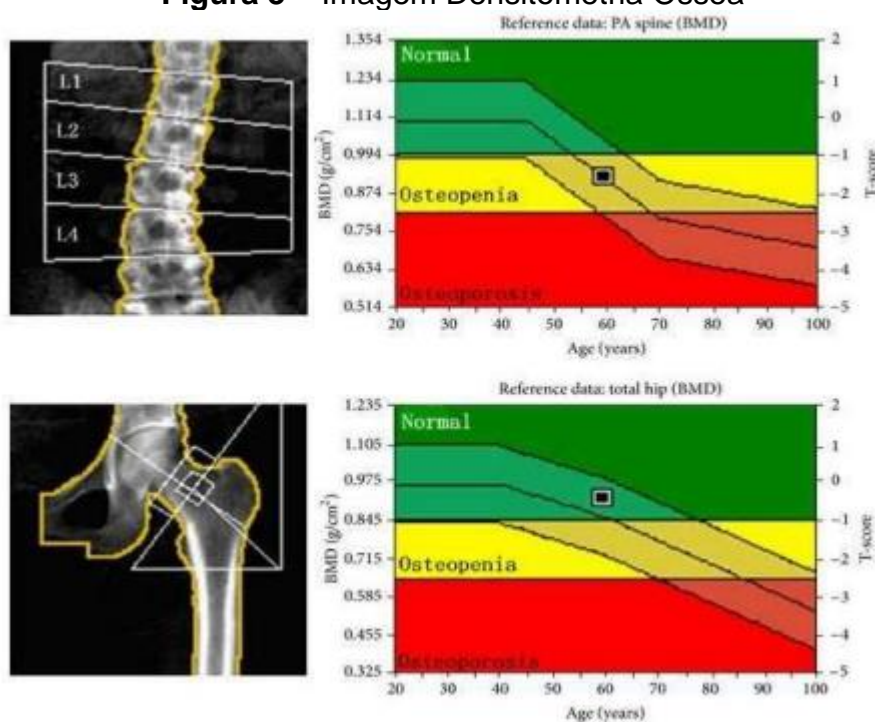 Figura 3 – Imagem Densitometria Óssea
Reference data: PA spine (BMD)
L1
L2
L3
L4
BMD (g/cm²)
1.354
1.234
1.114
0.994
0.874
0.754
0.634
0.514
Normal
Osteopenia
Osteoporosis
2
1
0
-1
-2
-3
-4
-5
T-score
20 30 40 50 60 70 80 90 100
Age (years)
Reference data: total hip (BMD)
BMD (g/cm²)
1.235
1.105
0.975
0.845
0.715
0.585
0.455
0.325
Normal
Osteopenia
Osteoporosis
2
1
0
-1
-2
-3
-4
-5
T-score
20 30 40 50 60 70 80 90 100
Age (years)